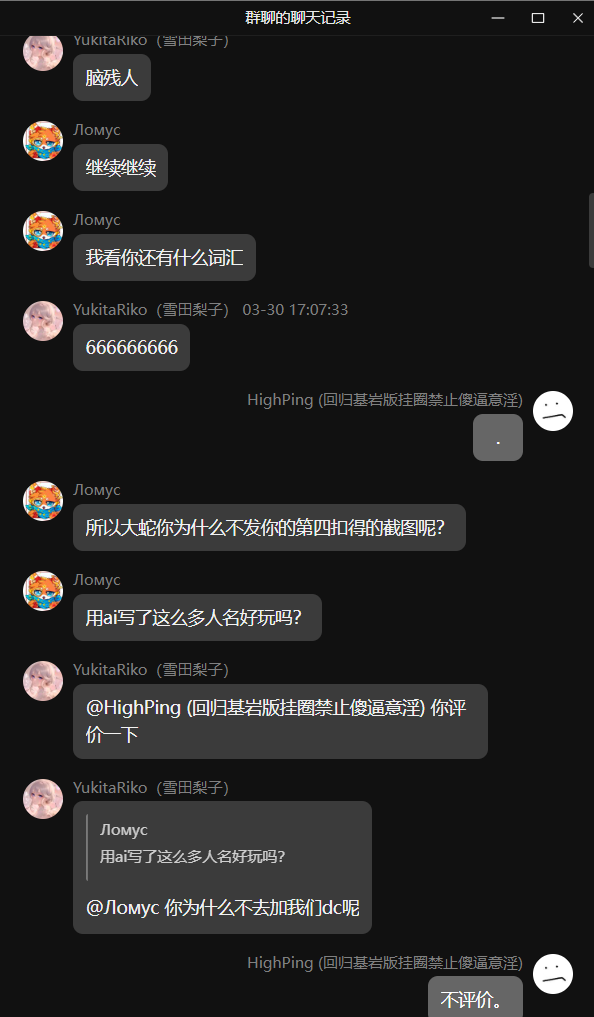 群聊的聊天记录
YukitaRiko（雪田梨子）
脑残人
Ломус
继续继续
Ломус
我看你还有什么词汇
YukitaRiko（雪田梨子） 03-30 17:07:33
666666666
HighPing (回归基岩版挂圈禁止傻逼意淫)
.
Ломус
所以大蛇你为什么不发你的第四扣得的截图呢？
Ломус
用ai写了这么多人名好玩吗？
YukitaRiko（雪田梨子）
@HighPing (回归基岩版挂圈禁止傻逼意淫) 你评
价一下
YukitaRiko（雪田梨子）
Ломус
用ai写了这么多人名好玩吗？
@Ломус 你为什么不去加我们dc呢
HighPing (回归基岩版挂圈禁止傻逼意淫)
不评价。